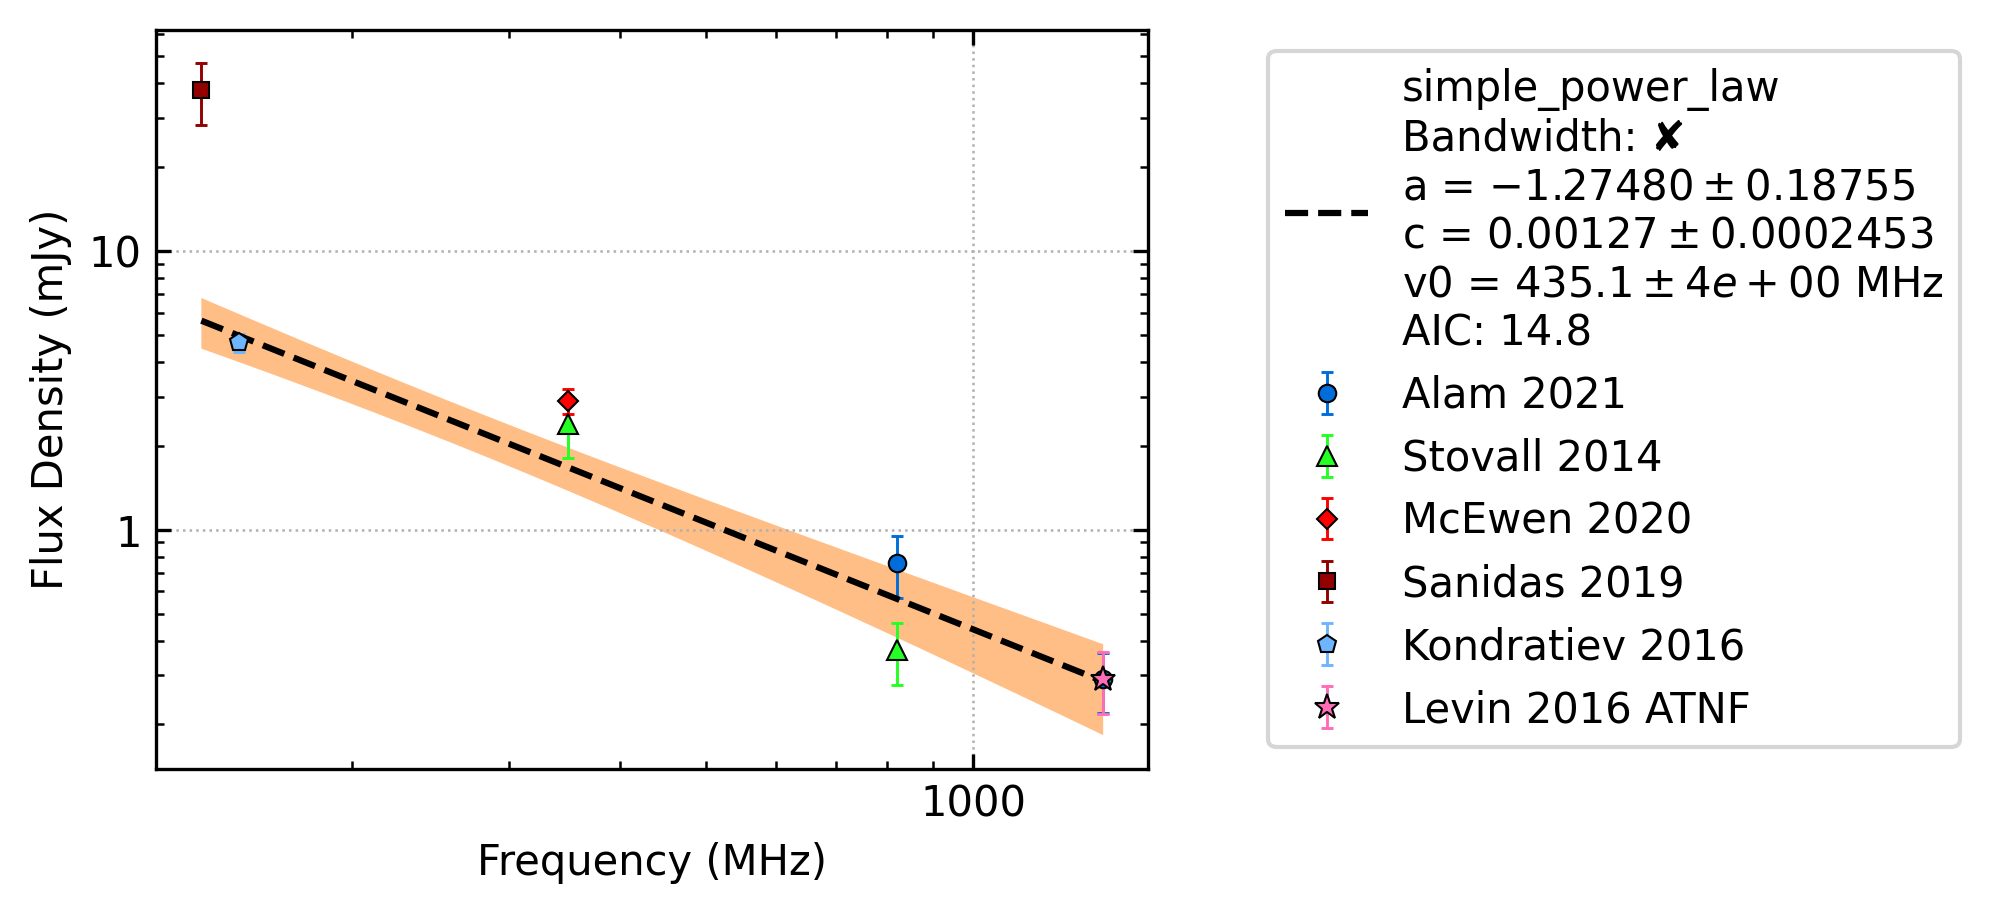 10
1
Flux Density (mJy)
1000
Frequency (MHz)
simple_power_law
Bandwidth: ✘
a = −1.27480 ± 0.18755
c = 0.00127 ± 0.0002453
v0 = 435.1 ± 4e + 00 MHz
AIC: 14.8
Alam 2021
Stovall 2014
McEwen 2020
Sanidas 2019
Kondratiev 2016
Levin 2016 ATNF